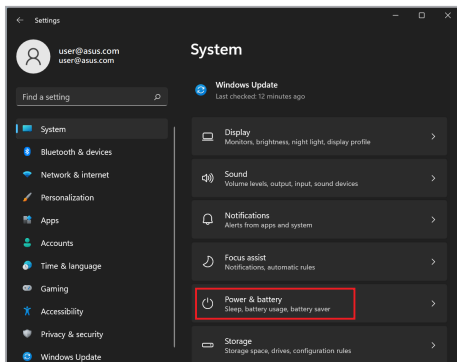 Settings
user@asus.com
user@asus.com
Find a setting
System
Bluetooth & devices
Network & internet
Personalization
Apps
Accounts
Time & language
Gaming
Accessibility
Privacy & security
Windows Update
System
Windows Update
Last checked: 12 minutes ago
Display
Monitors, brightness, night light, display profile
Sound
Volume levels, output, input, sound devices
Notifications
Alerts from apps and system
Focus assist
Notifications, automatic rules
Power & battery
Sleep, battery usage, battery saver
Storage
Storage space, drives, configuration rules